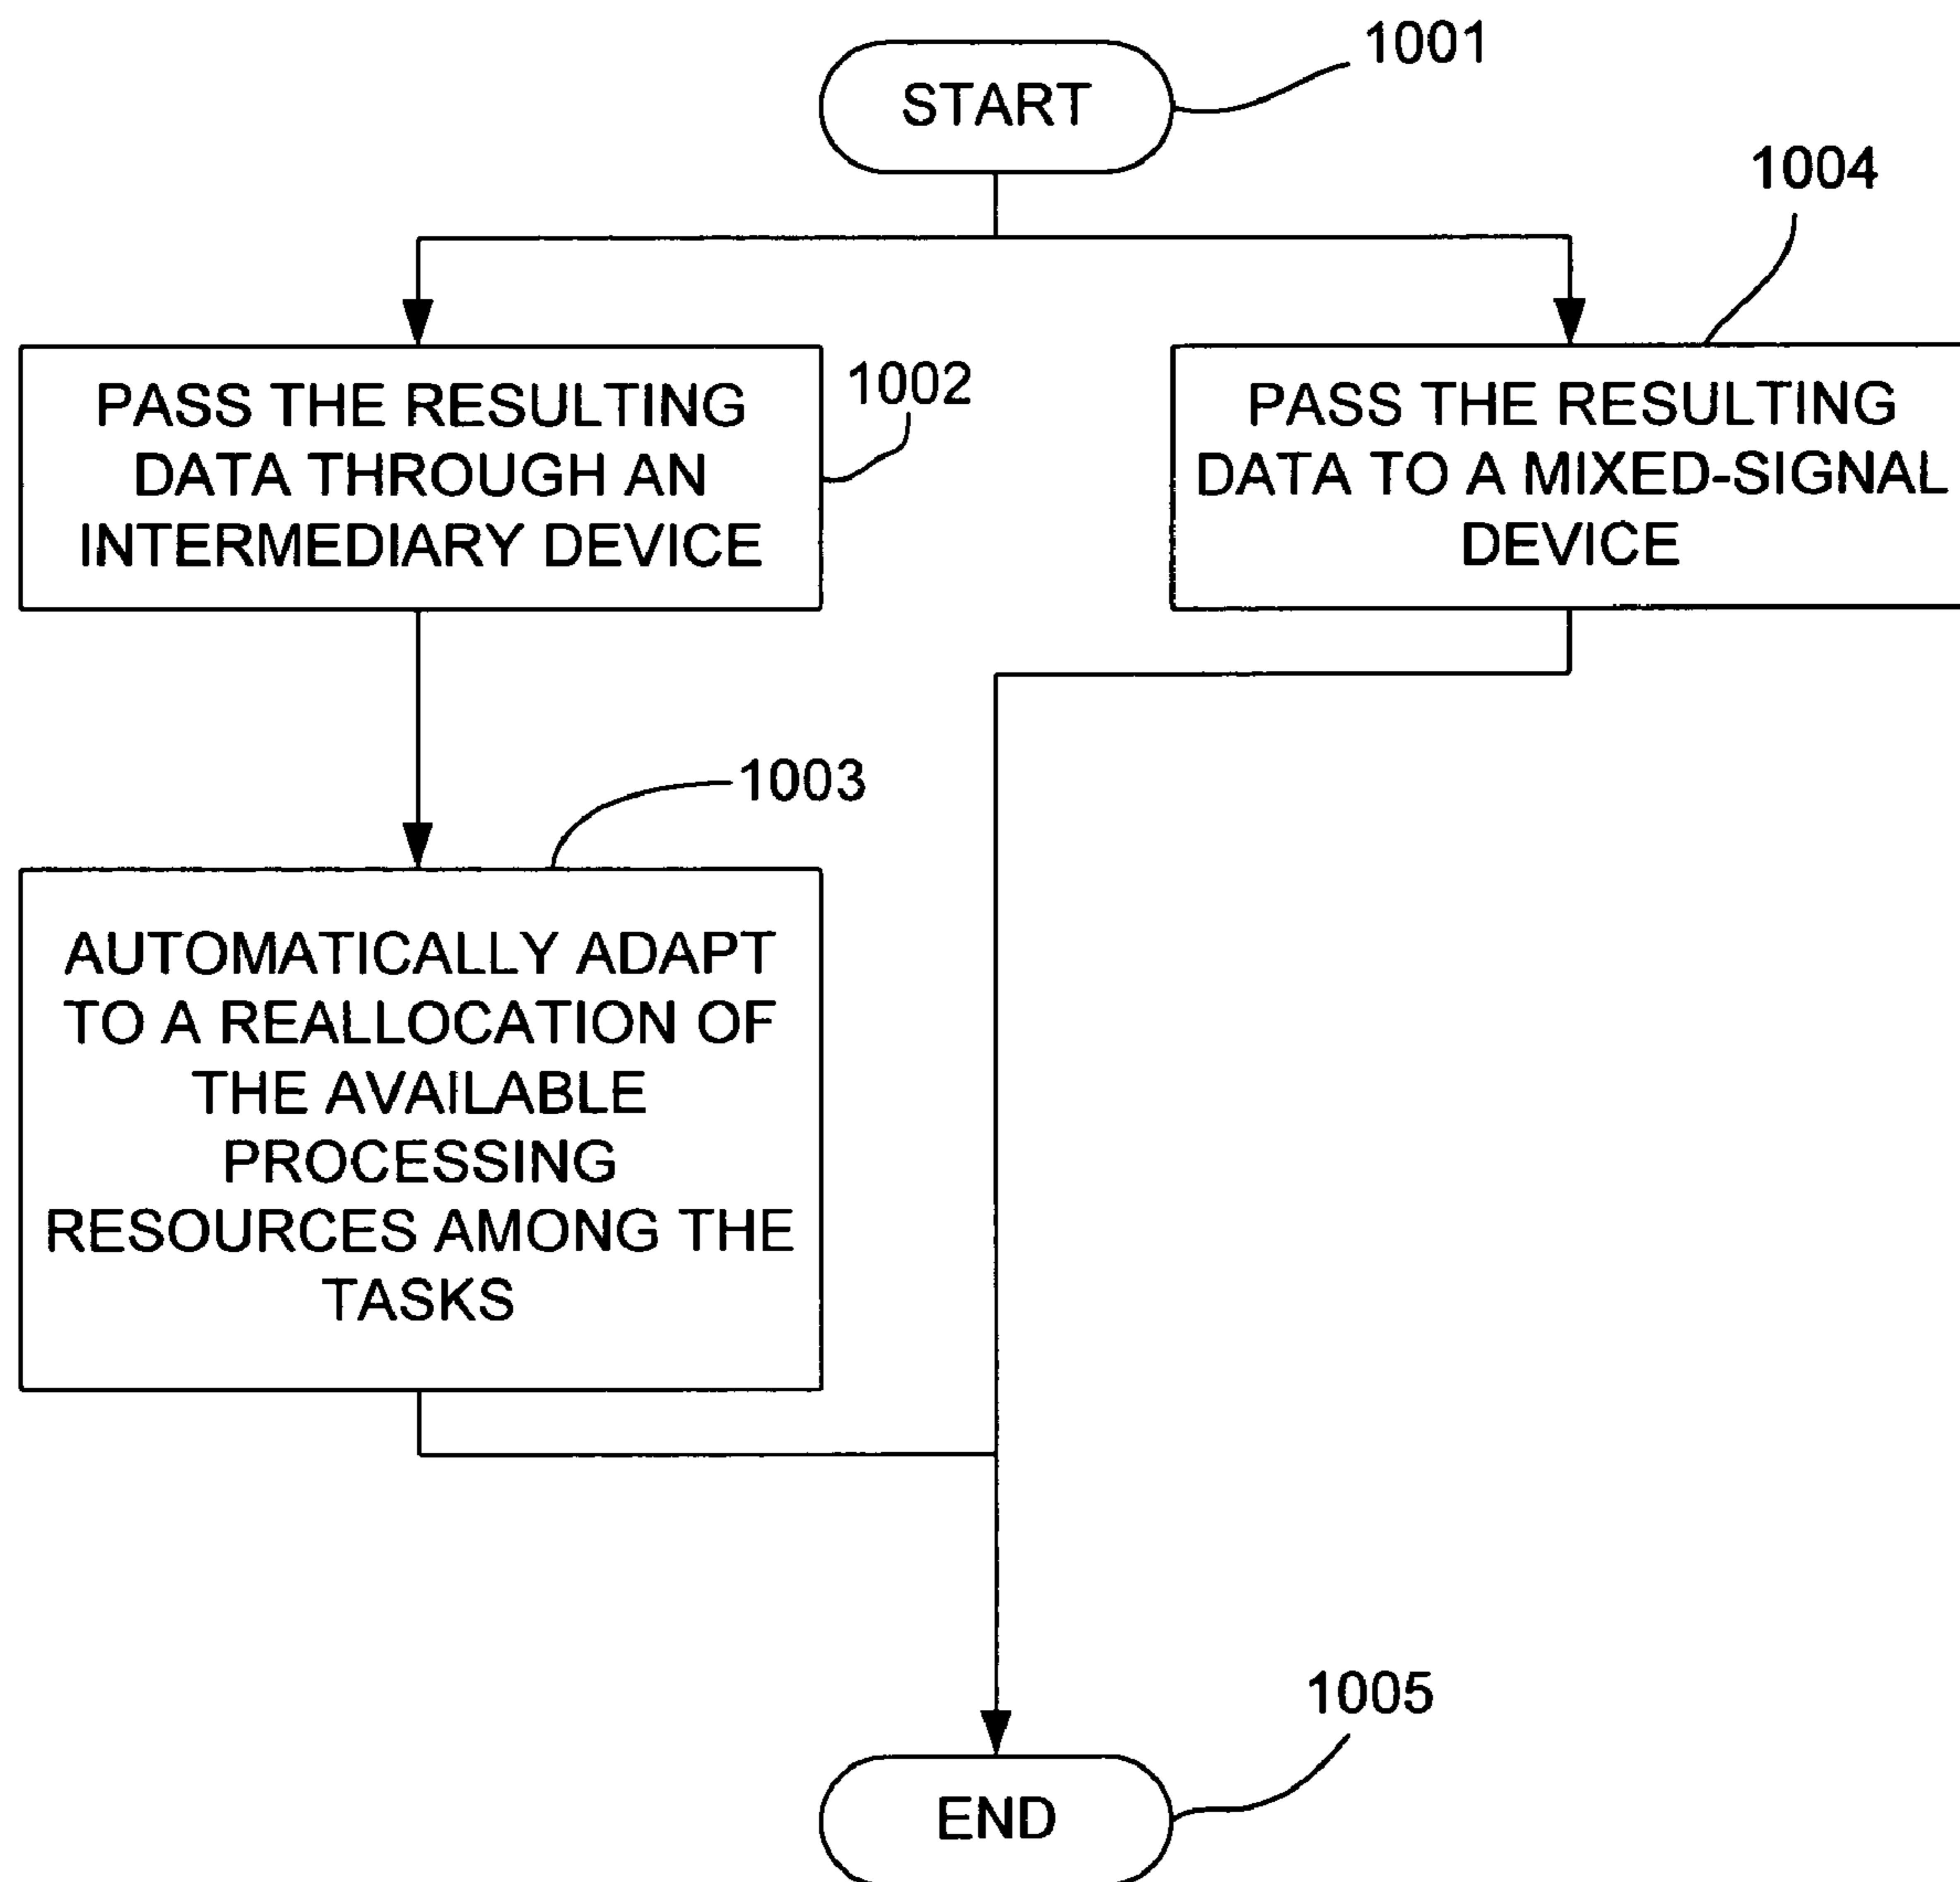 START
1001
1004
PASS THE RESULTING
DATA THROUGH AN
INTERMEDIARY DEVICE
1002
PASS THE RESULTING
DATA TO A MIXED-SIGNAL
DEVICE
1003
AUTOMATICALLY ADAPT
TO A REALLOCATION OF
THE AVAILABLE
PROCESSING
RESOURCES AMONG THE
TASKS
1005
END